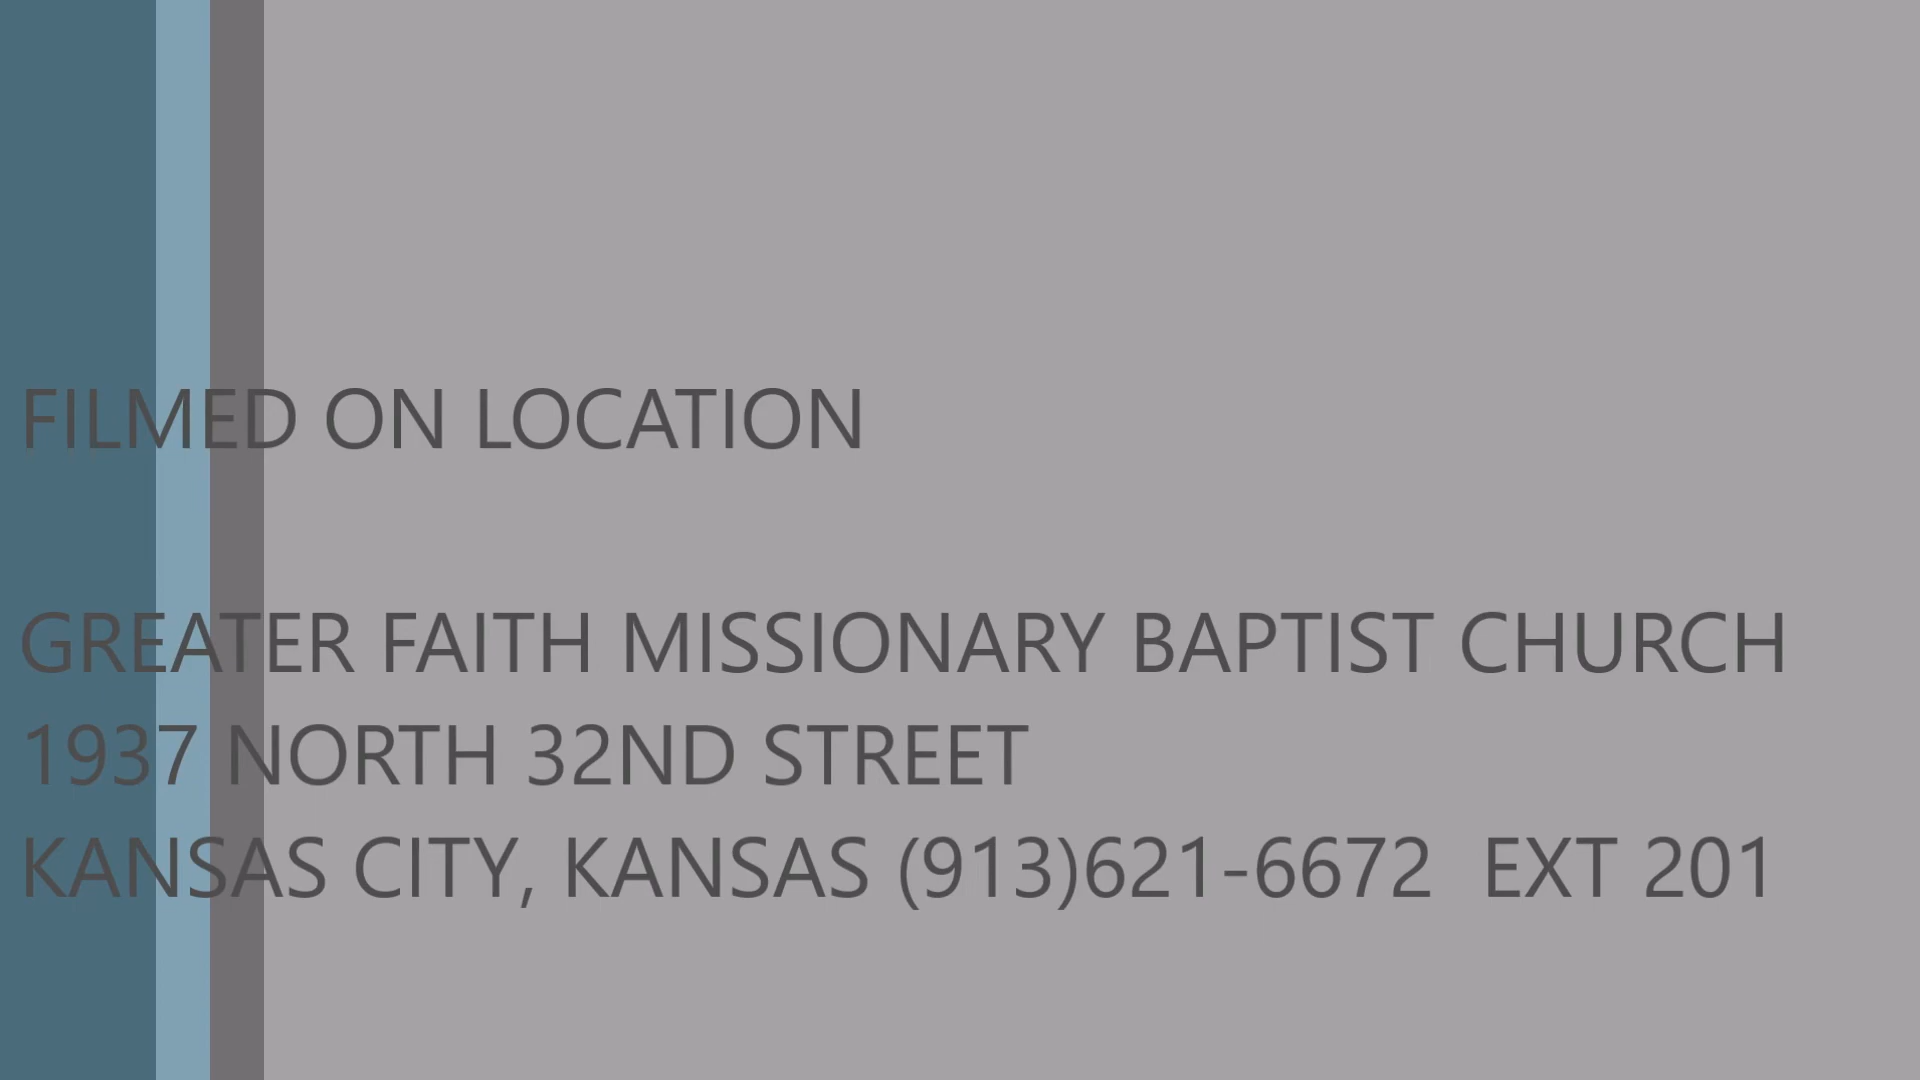 FILMED ON LOCATION
GREATER FAITH MISSIONARY BAPTIST CHURCH
1937 NORTH 32ND STREET
KANSAS CITY, KANSAS (913)621-6672  EXT 201